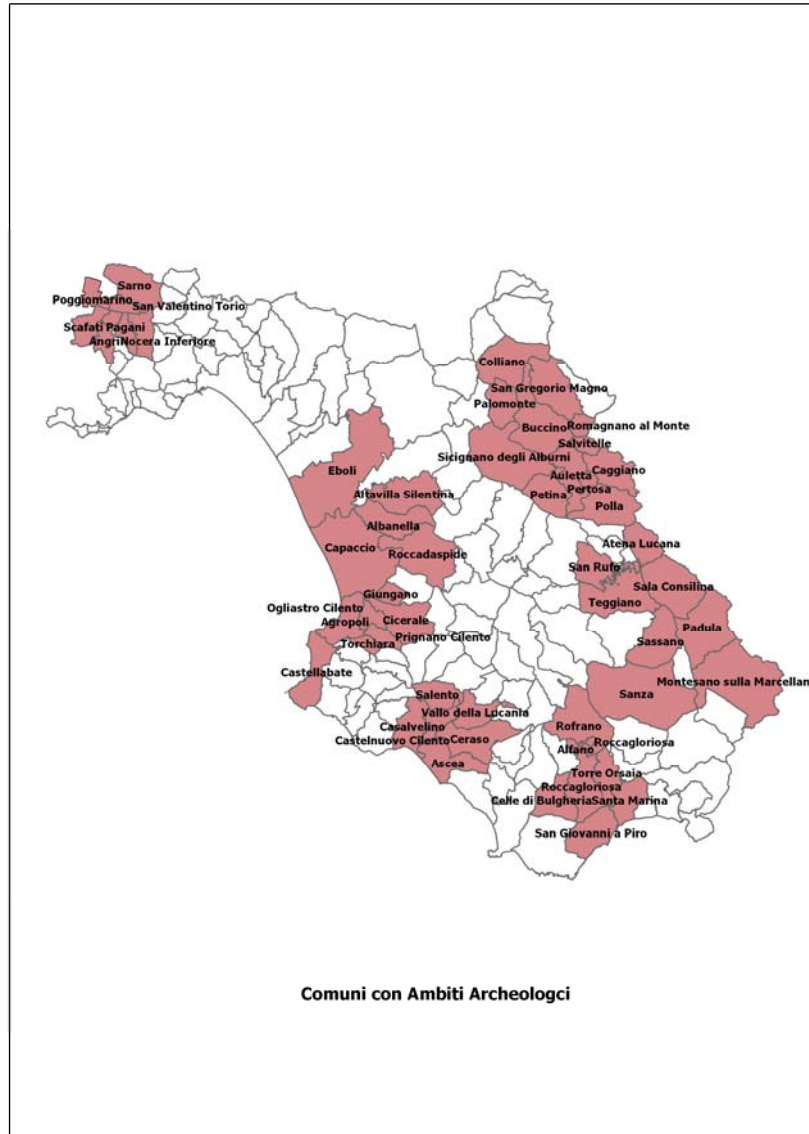 Sarno
Poggiomarino
San Valentino Torio
Scafati
Pagani
Angri
Nocera Inferiore
Colliano
San Gregorio Magno
Palomonte
Buccino
Romagnano al Monte
Salvitelle
Sicignano degli Alburni
Auletta
Caggiano
Petina
Pertosa
Polla
Eboli
Altavilla Silentina
Albanella
Capaccio
Roccadaspide
Atena Lucana
San Rufo
Sala Consilina
Teggiano
Giungano
Ogliastro Cilento
Agropoli
Cicerale
Prignano Cilento
Torchiara
Castellabate
Sassano
Padula
Montesano sulla Marcellan
Sanza
Salento
Vallo della Lucania
Casalvelino
Castelnuovo Cilento
Ceraso
Ascea
Rofrano
Alfano
Roccagloriosa
Torre Orsaia
Roccagloriosa
Celle di Bulgheria
Santa Marina
San Giovanni a Piro
Comuni con Ambiti Archeologci